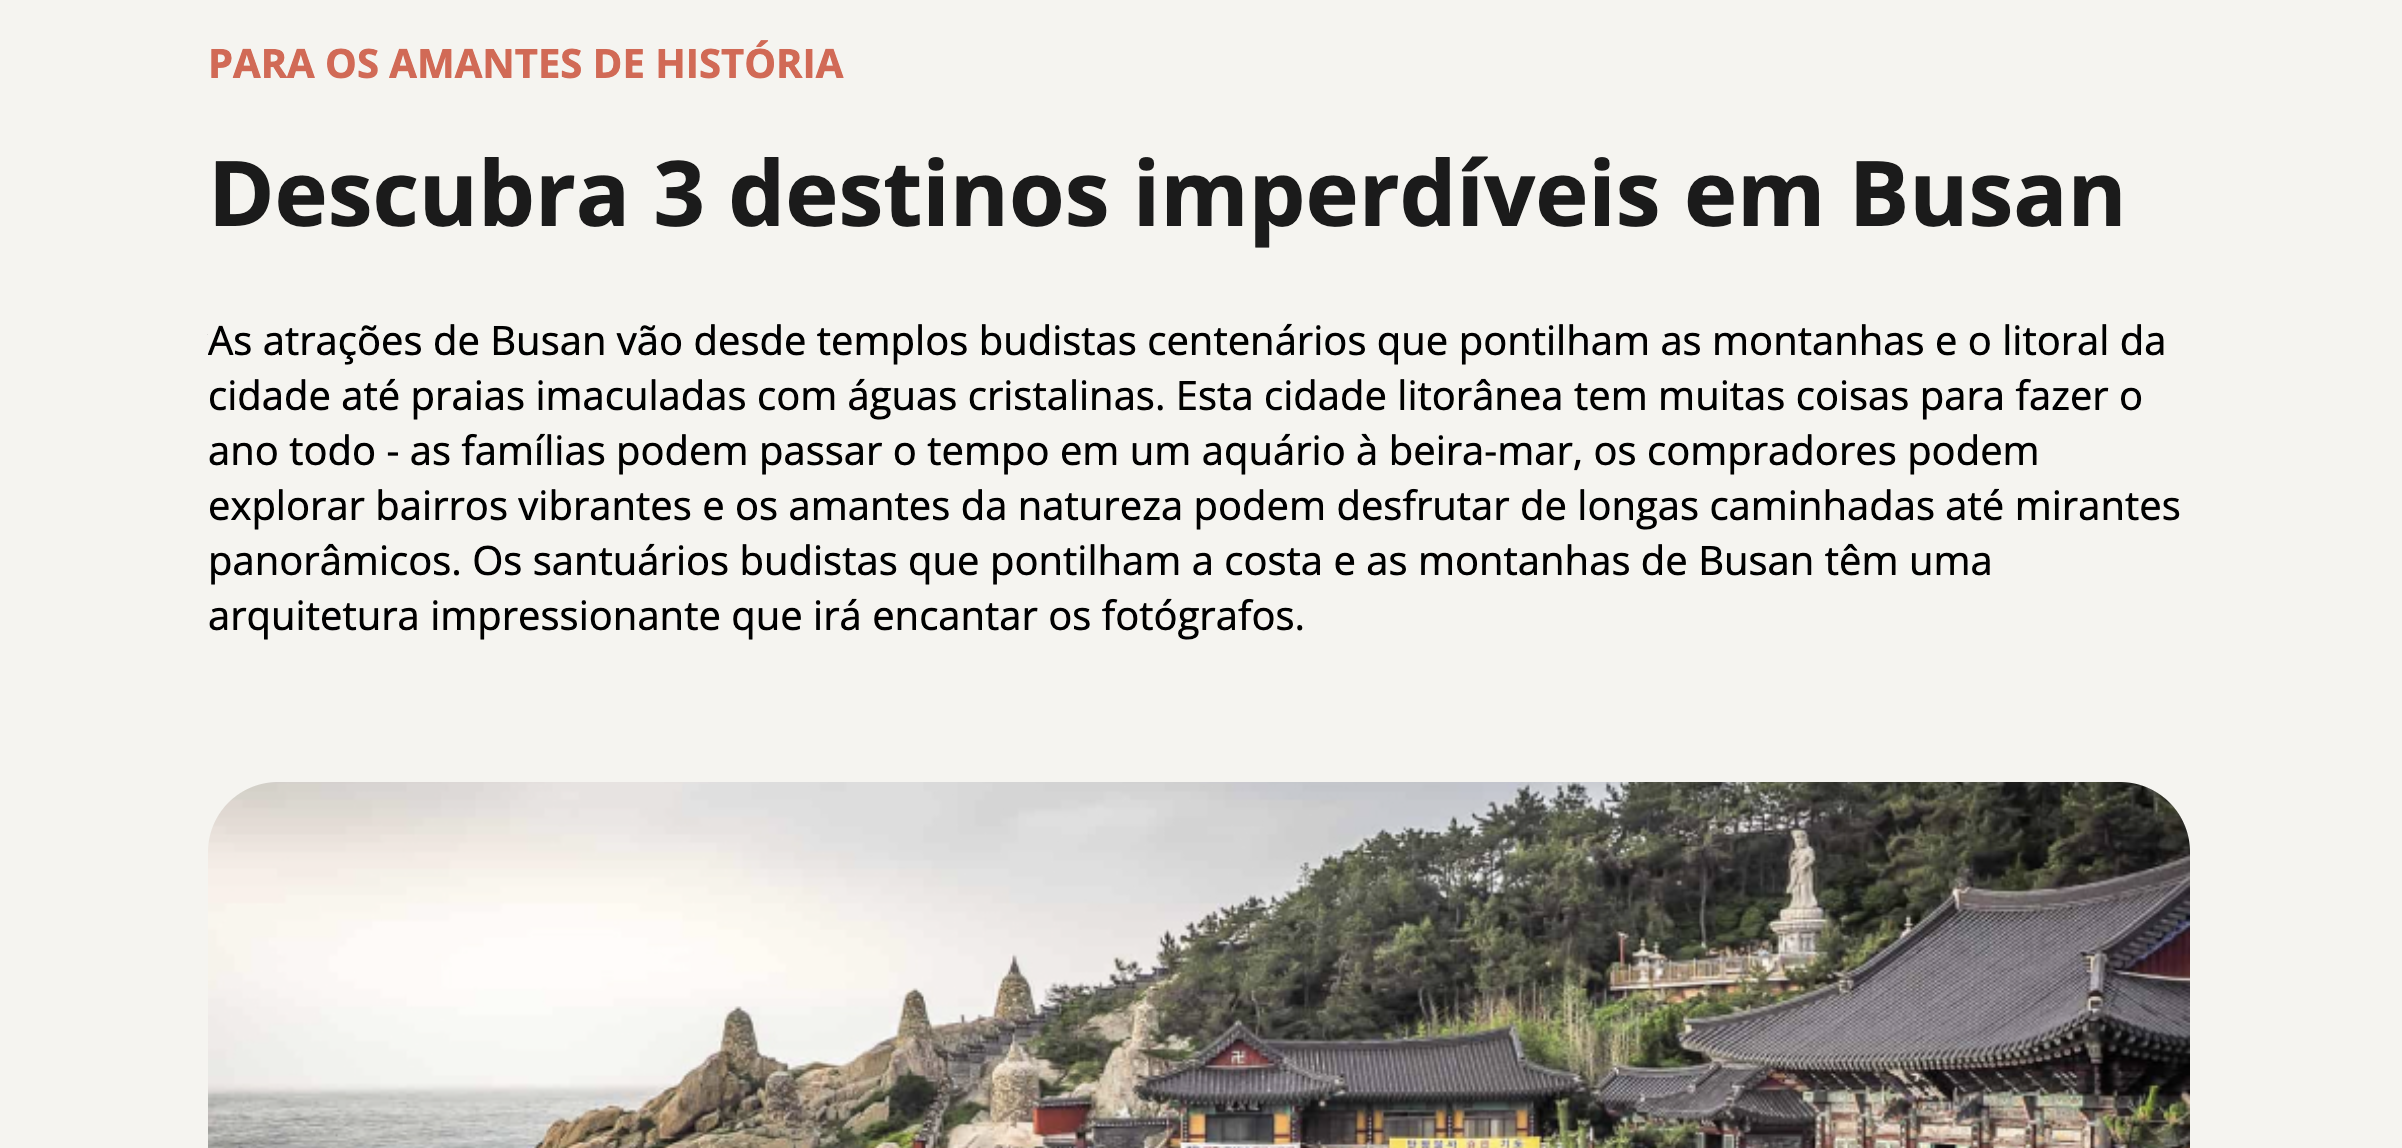 PARA OS AMANTES DE HISTÓRIA
Descubra 3 destinos imperdíveis em Busan
As atrações de Busan vão desde templos budistas centenários que pontilham as montanhas e o litoral da
cidade até praias imaculadas com águas cristalinas. Esta cidade litorânea tem muitas coisas para fazer o
ano todo - as famílias podem passar o tempo em um aquário à beira-mar, os compradores podem
explorar bairros vibrantes e os amantes da natureza podem desfrutar de longas caminhadas até mirantes
panorâmicos. Os santuários budistas que pontilham a costa e as montanhas de Busan têm uma
arquitetura impressionante que irá encantar os fotógrafos.